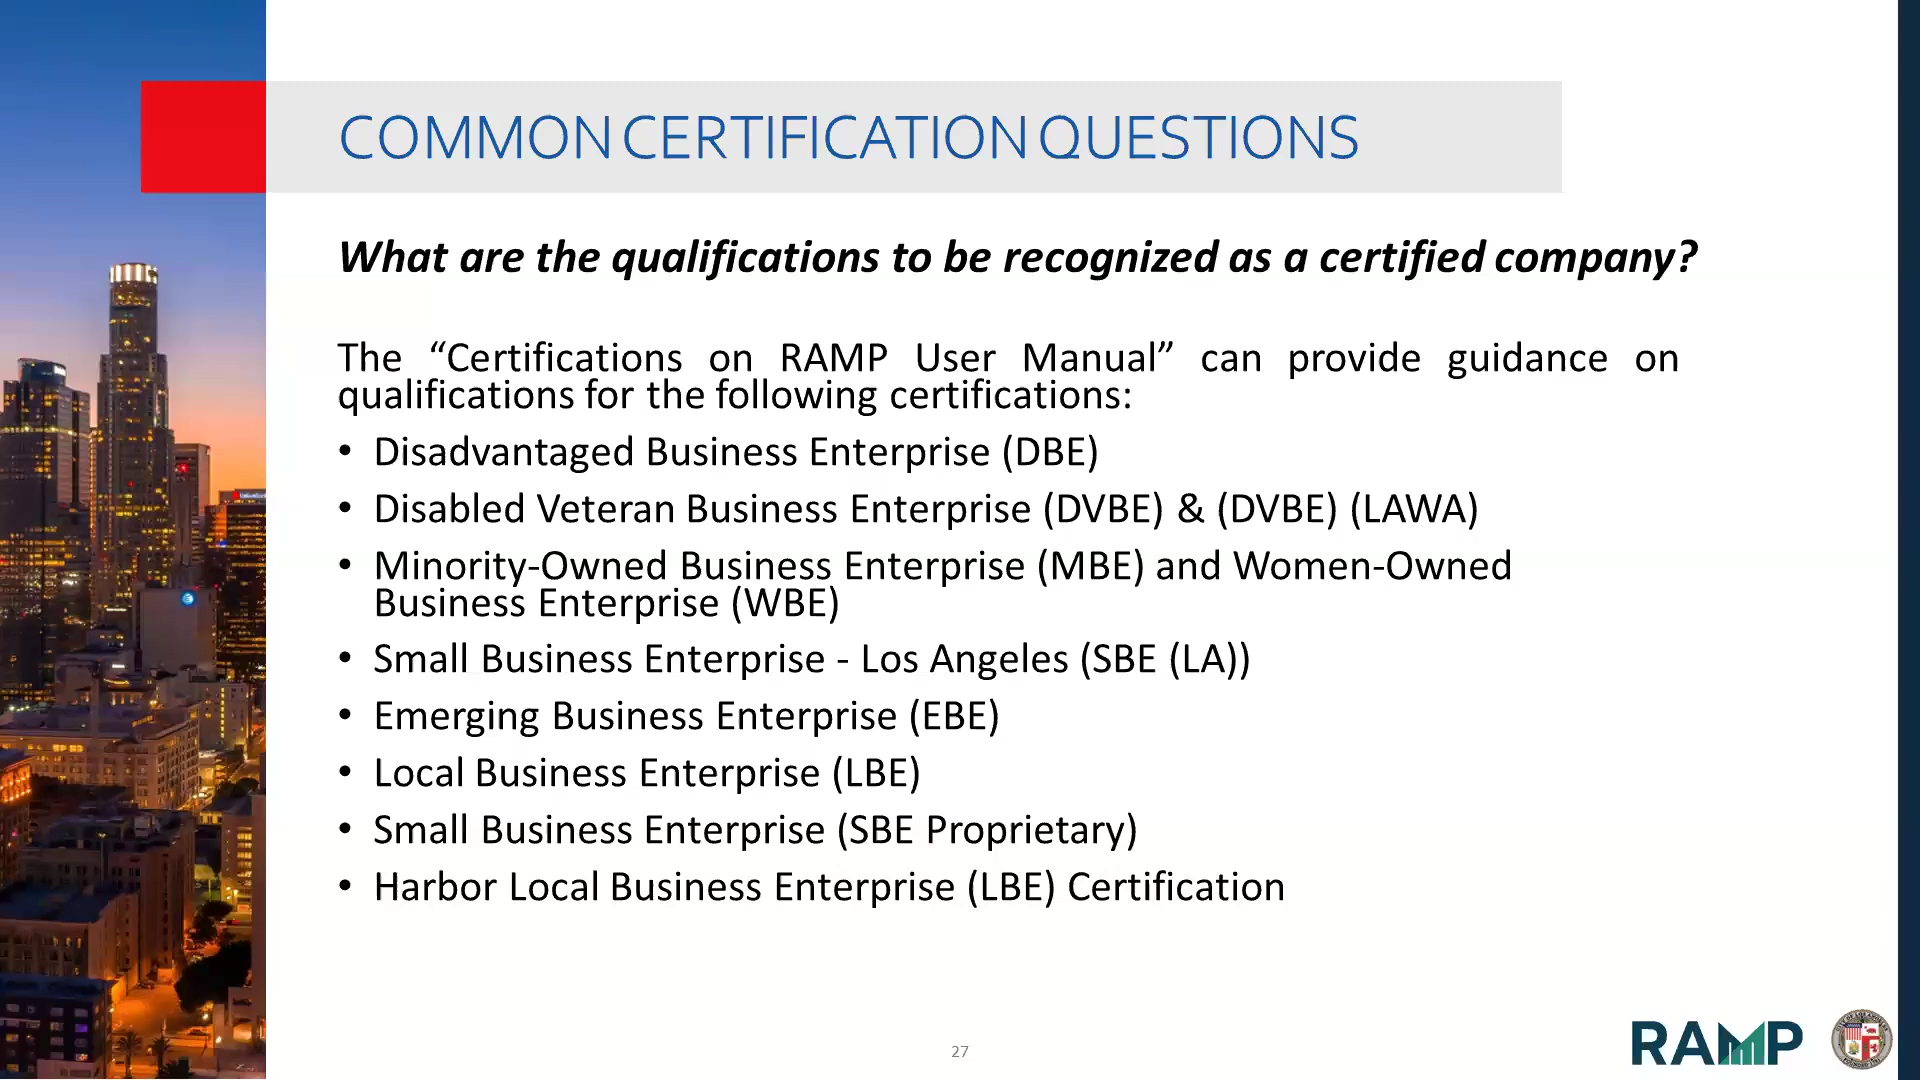 COMMON CERTIFICATION QUESTIONS
What are the qualifications to be recognized as a certified company?
The “Certifications on RAMP User Manual” can provide guidance on
qualifications for the following certifications:
• Disadvantaged Business Enterprise (DBE)
• Disabled Veteran Business Enterprise (DVBE) & (DVBE) (LAWA)
• Minority-Owned Business Enterprise (MBE) and Women-Owned
Business Enterprise (WBE)
• Small Business Enterprise - Los Angeles (SBE (LA))
• Emerging Business Enterprise (EBE)
• Local Business Enterprise (LBE)
• Small Business Enterprise (SBE Proprietary)
• Harbor Local Business Enterprise (LBE) Certification
27
RAMP